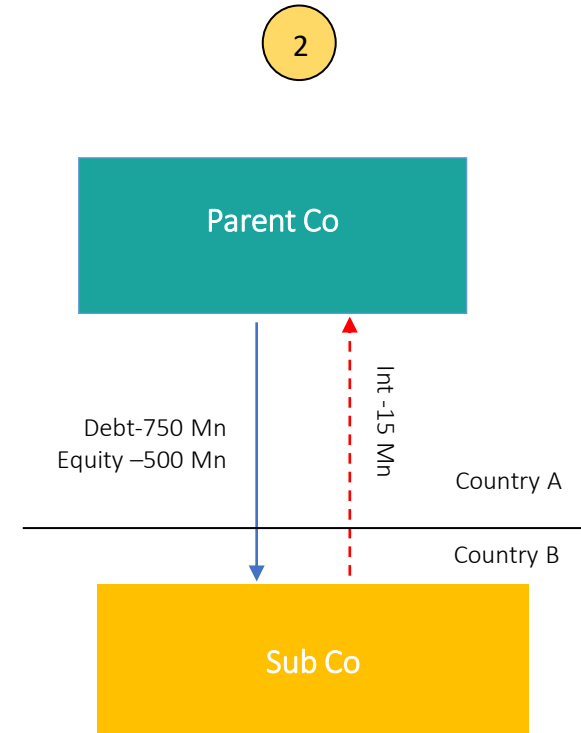 2
Parent Co
Debt-750 Mn
Equity –500 Mn
Int -15 Mn
Country A
Country B
Sub Co